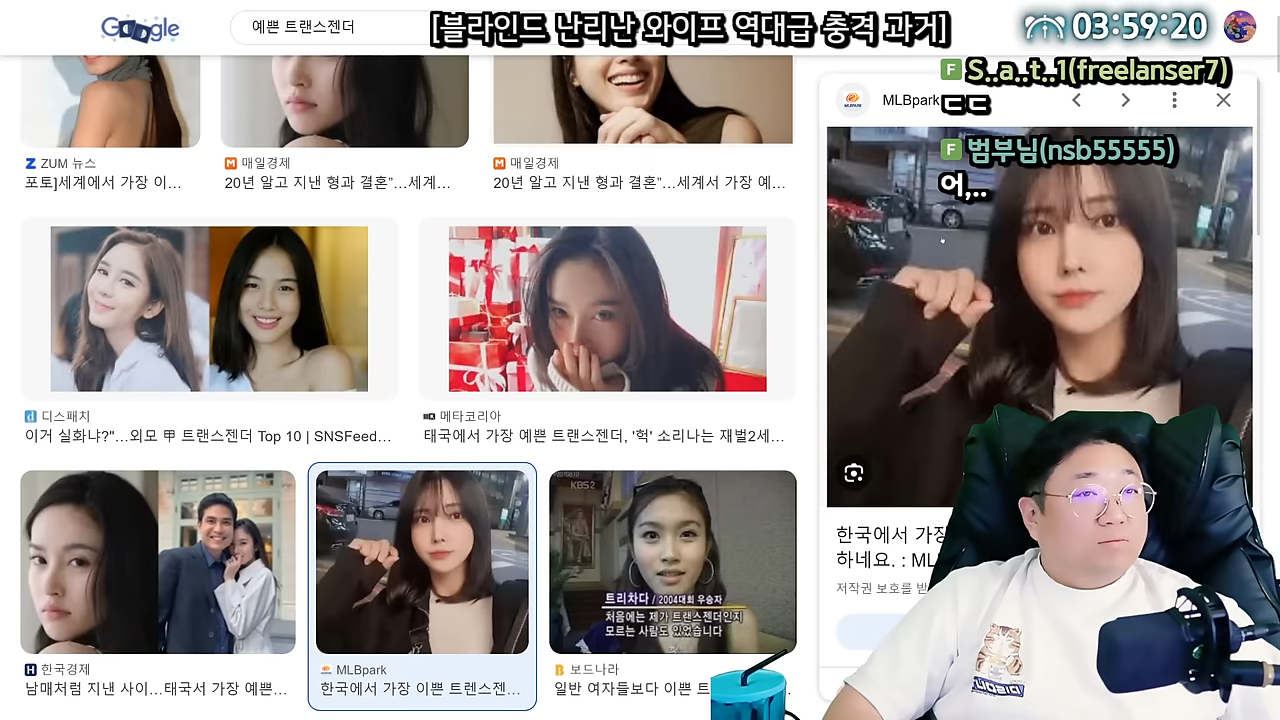 Google
예쁜 트랜스젠더
[블라인드 난리난 와이프 역대급 충격 과거]
03:59:20
ZUM 뉴스
포토]세계에서 가장 이...
매일경제
20년 알고 지낸 형과 결혼"...세계...
매일경제
20년 알고 지낸 형과 결혼"...세계서 가장 예...
MLBpark
F S..a..t..1(freelanser7)
ㄷㄷ
F 범부님(nsb55555)
어,..
디스패치
이거 실화냐?"...외모 甲 트랜스젠더 Top 10 | SNSFeed...
메타코리아
태국에서 가장 예쁜 트랜스젠더, '헉' 소리나는 재벌2세...
한국경제
남매처럼 지낸 사이...태국서 가장 예쁜...
MLBpark
한국에서 가장 이쁜 트렌스젠...
KBS2
트리차다 / 2004대회 우승자
처음에는 제가 트랜스젠더인지
모르는 사람도 있었습니다
보드나라
일반 여자들보다 이쁜 트
한국에서 가장
하네요. : ML
저작권 보호를 받